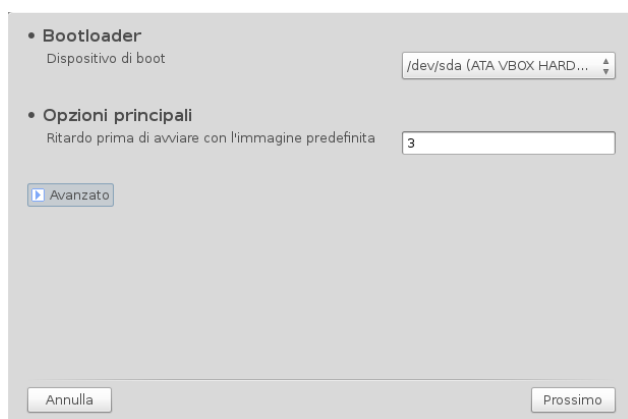 • Bootloader
Dispositivo di boot
/dev/sda (ATA VBOX HARD...
• Opzioni principali
Ritardo prima di avviare con l'immagine predefinita
3
Avanzato
Annulla
Prossimo